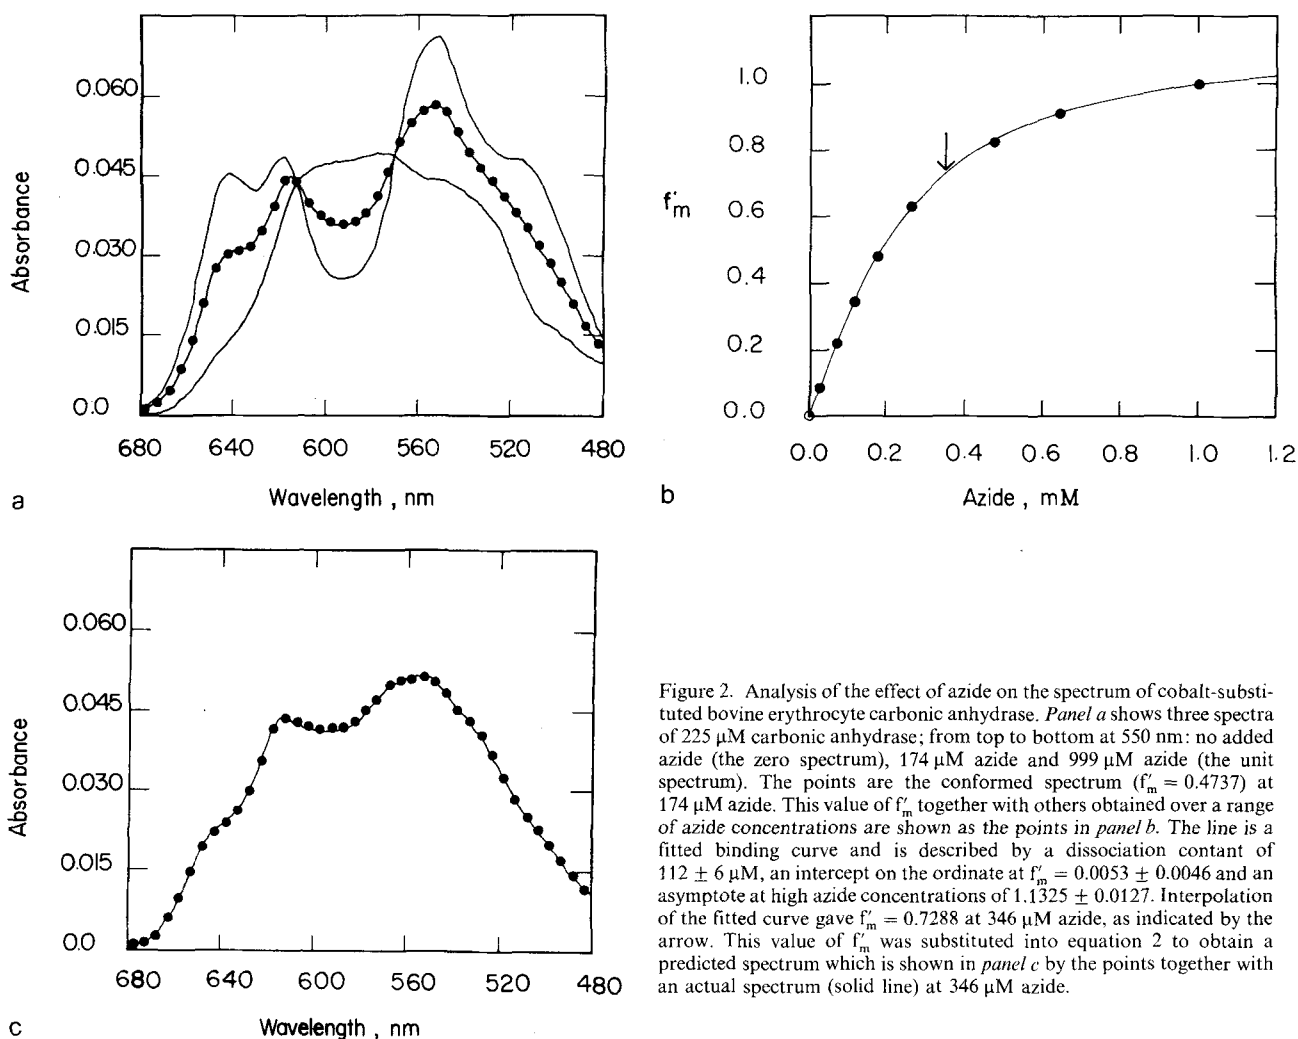 0.060
0.045
0.030
0.015
0.0
Absorbance
680 640 600 560 520 480
Wavelength , nm
a
1.0
0.8
0.6
0.4
0.2
0.0
f'm
0.0 0.2 0.4 0.6 0.8 1.0 1.2
Azide , mM
b
0.060
0.045
0.030
0.015
0.0
Absorbance
680 640 600 560 520 480
Wavelength , nm
c
Figure 2. Analysis of the effect of azide on the spectrum of cobalt-substi-
tuted bovine erythrocyte carbonic anhydrase. Panel a shows three spectra
of 225 μM carbonic anhydrase; from top to bottom at 550 nm: no added
azide (the zero spectrum), 174 μM azide and 999 μM azide (the unit
spectrum). The points are the conformed spectrum (f'm = 0.4737) at
174 μM azide. This value of f'm together with others obtained over a range
of azide concentrations are shown as the points in panel b. The line is a
fitted binding curve and is described by a dissociation contant of
112 ± 6 μM, an intercept on the ordinate at f'm = 0.0053 ± 0.0046 and an
asymptote at high azide concentrations of 1.1325 ± 0.0127. Interpolation
of the fitted curve gave f'm = 0.7288 at 346 μM azide, as indicated by the
arrow. This value of f'm was substituted into equation 2 to obtain a
predicted spectrum which is shown in panel c by the points together with
an actual spectrum (solid line) at 346 μM azide.